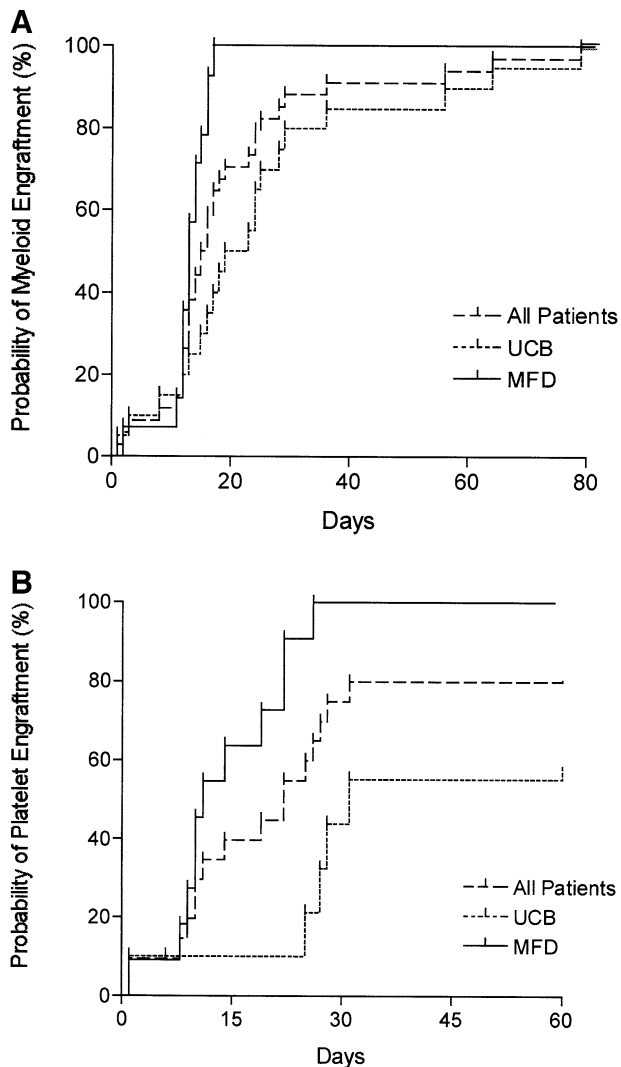 A
Probability of Myeloid Engraftment (%)
100
80
60
40
20
0
0 20 40 60 80
Days
All Patients
UCB
MFD
B
Probability of Platelet Engraftment (%)
100
80
60
40
20
0
0 15 30 45 60
Days
All Patients
UCB
MFD